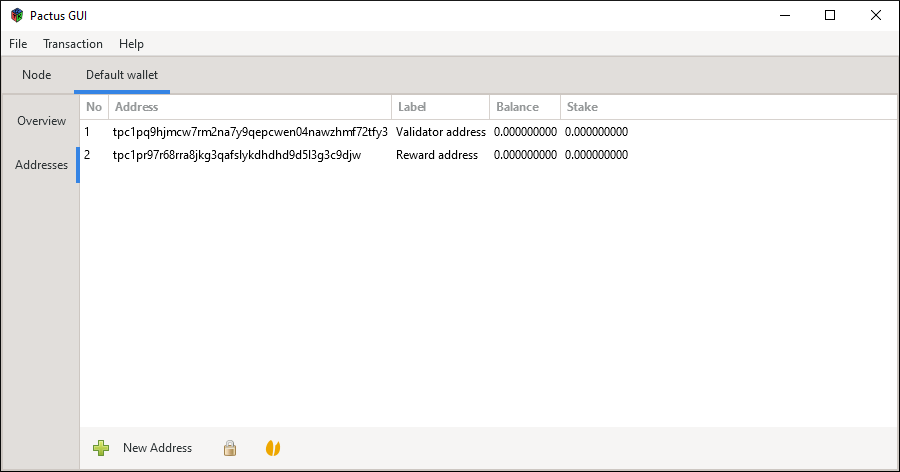 Pactus GUI
File Transaction Help
Node Default wallet
Overview
Addresses
No Address Label Balance Stake
1 tpc1pq9hjmcw7rm2na7y9qepcwen04nawzhmf72tfy3 Validator address 0.000000000 0.000000000
2 tpc1pr97r68rra8jkg3qafslykdhdhd9d5l3g3c9djw Reward address 0.000000000 0.000000000
New Address